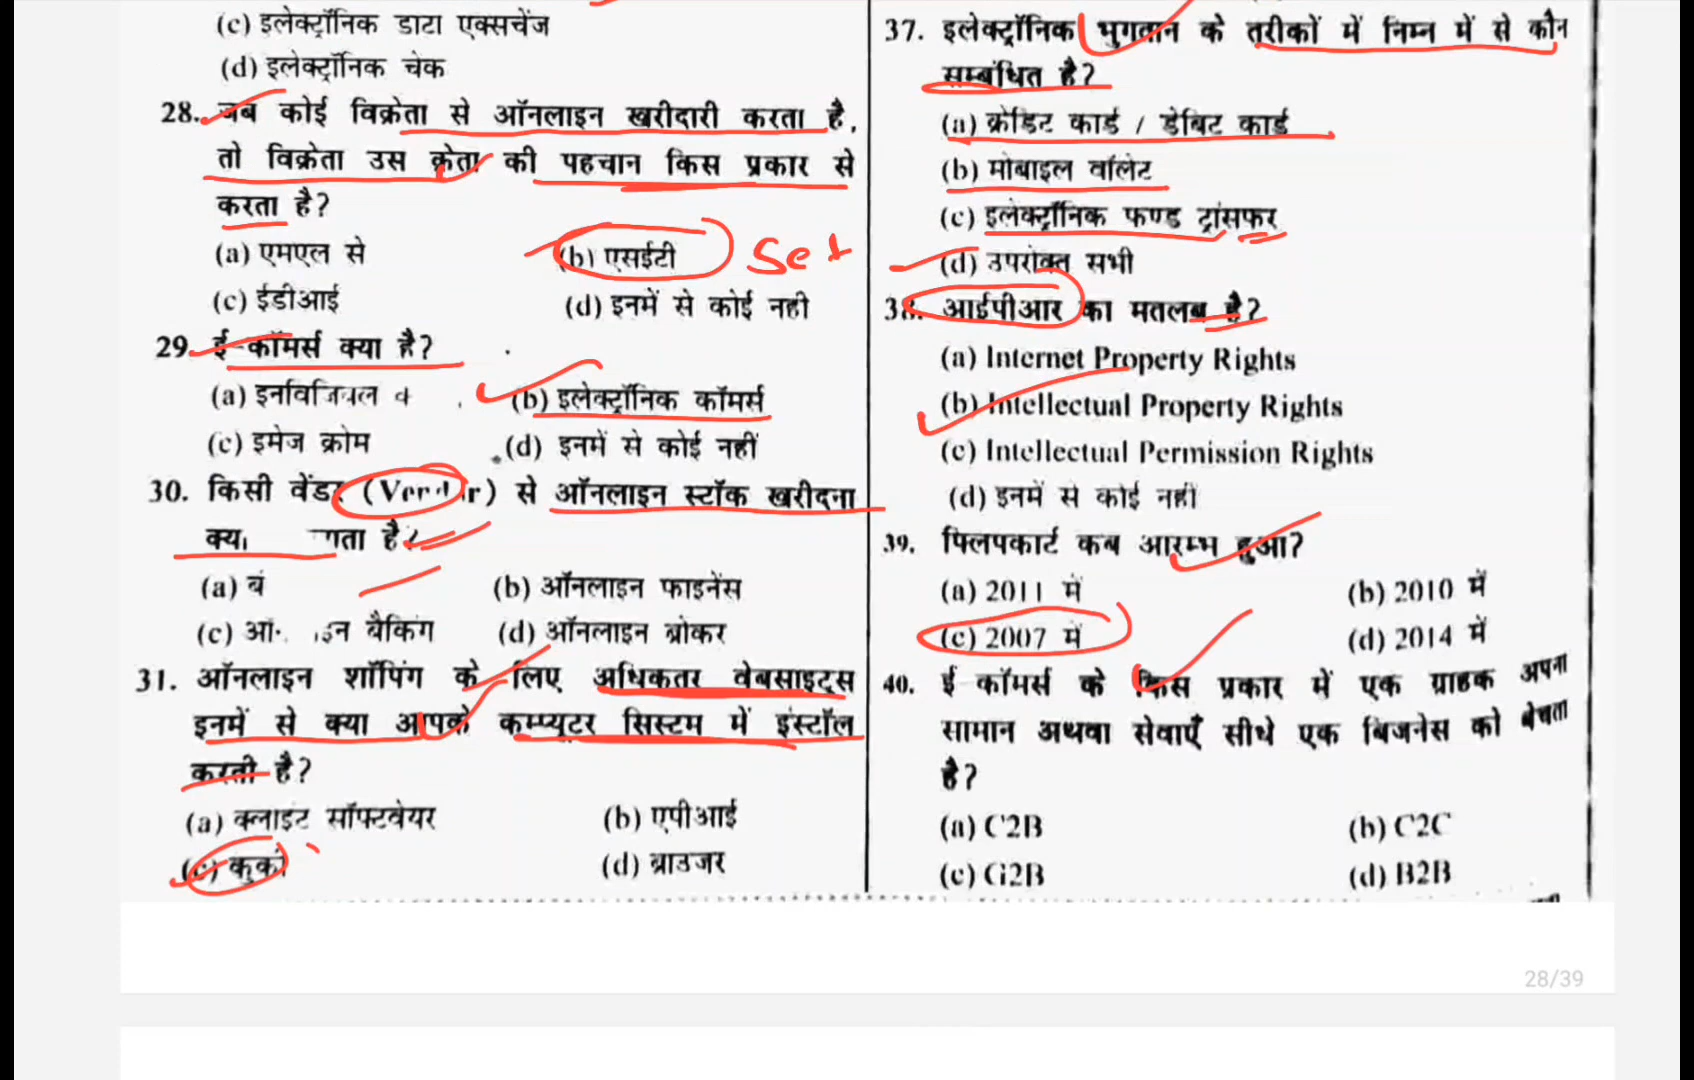 (c) इलेक्ट्रॉनिक डाटा एक्सचेंज
(d) इलेक्ट्रॉनिक चेक
28. जब कोई विक्रेता से ऑनलाइन खरीदारी करता है,
तो विक्रेता उस क्रेता की पहचान किस प्रकार से
करता है?
(a) एमएल से (b) एसईटी Set
(c) ईडीआई (d) इनमें से कोई नही
29. ई-कॉमर्स क्या है?
(a) इनविजिबल (b) इलेक्ट्रॉनिक कॉमर्स
(c) इमेज क्रोम (d) इनमें से कोई नहीं
30. किसी वेंडर (Vendor) से ऑनलाइन स्टॉक खरीदना
है?
(a) (b) ऑनलाइन फाइनेंस
(c) बैकिंग (d) ऑनलाइन ब्रोकर
31. ऑनलाइन शॉपिंग के लिए अधिकतर वेबसाइट्स
इनमें से क्या आपके कम्प्यूटर सिस्टम में इंस्टॉल
करती है?
(a) क्लाइंट सॉफ्टवेयर (b) एपीआई
(c) कुकी (d) ब्राउजर
37. इलेक्ट्रॉनिक भुगतान के तरीकों में निम्न में से कौन
सम्बंधित है?
(a) क्रेडिट कार्ड / डेबिट कार्ड
(b) मोबाइल वॉलेट
(c) इलेक्ट्रॉनिक फण्ड ट्रांसफर
(d) उपरोक्त सभी
38. आईपीआर का मतलब है?
(a) Internet Property Rights
(b) Intellectual Property Rights
(c) Intellectual Permission Rights
(d) इनमें से कोई नहीं
39. फ्लिपकार्ट कब आरम्भ हुआ?
(a) 2011 में (b) 2010 में
(c) 2007 में (d) 2014 में
40. ई कॉमर्स के किस प्रकार में एक ग्राहक अपना
सामान अथवा सेवाएँ सीधे एक बिजनेस को बेचता
है?
(a) C2B (b) C2C
(c) G2B (d) B2B
28/39